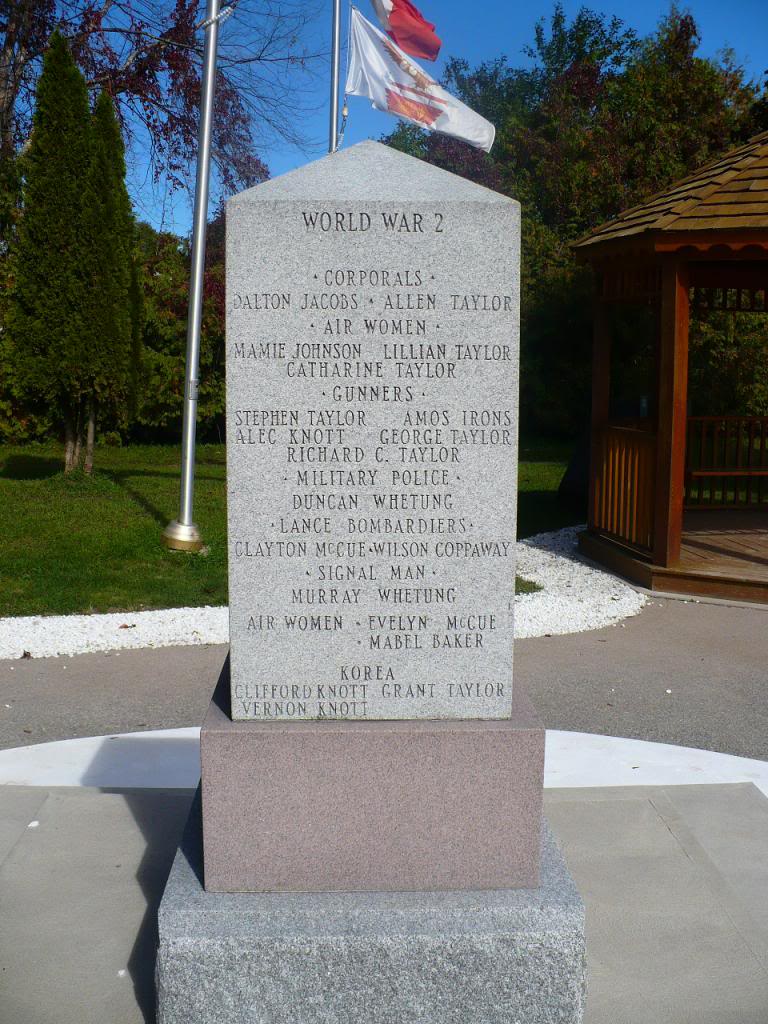 WORLD WAR 2
· CORPORALS ·
DALTON JACOBS · ALLEN TAYLOR
· AIR WOMEN ·
MAMIE JOHNSON LILLIAN TAYLOR
CATHARINE TAYLOR
· GUNNERS ·
STEPHEN TAYLOR AMOS IRONS
ALEC KNOTT GEORGE TAYLOR
RICHARD C. TAYLOR
· MILITARY POLICE ·
DUNCAN WHETUNG
· LANCE BOMBARDIERS ·
CLAYTON McCUE · WILSON COPPAWAY
· SIGNAL MAN ·
MURRAY WHETUNG
AIR WOMEN · EVELYN McCUE
· MABEL BAKER
KOREA
CLIFFORD KNOTT GRANT TAYLOR
VERNON KNOTT